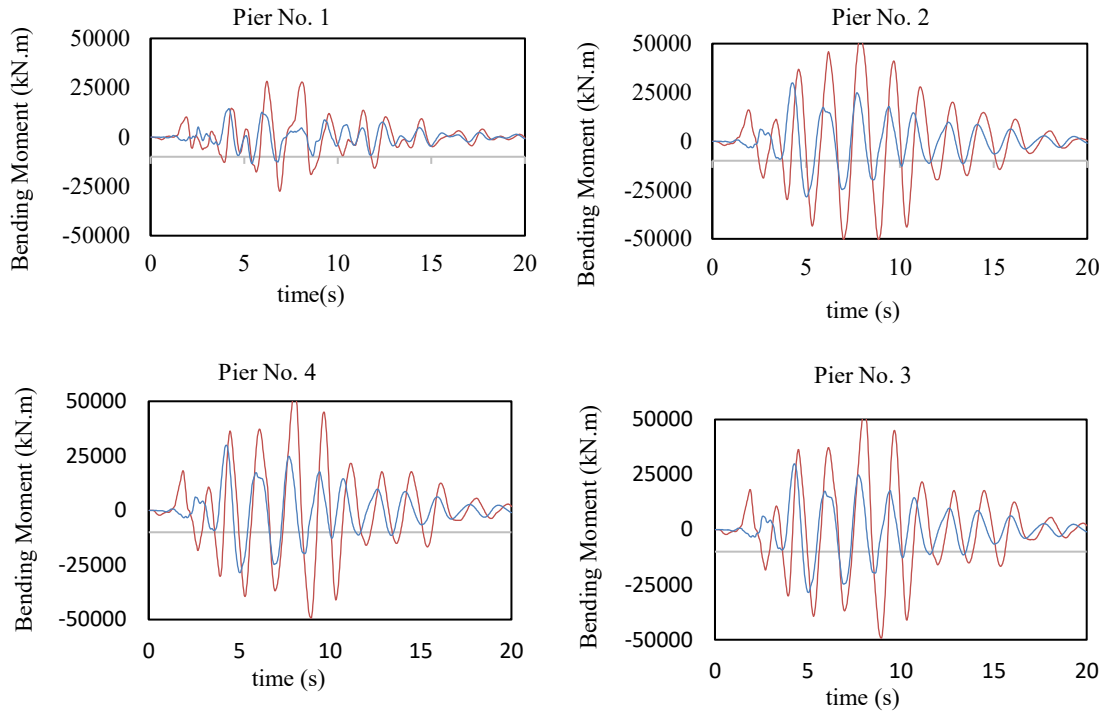 Pier No. 1
Bending Moment (kN.m)
50000
25000
0
-25000
-50000
0 5 10 15 20
time(s)
Pier No. 2
Bending Moment (kN.m)
50000
25000
0
-25000
-50000
0 5 10 15 20
time (s)
Pier No. 4
Bending Moment (kN.m)
50000
25000
0
-25000
-50000
0 5 10 15 20
time (s)
Pier No. 3
Bending Moment (kN.m)
50000
25000
0
-25000
-50000
0 5 10 15 20
time (s)